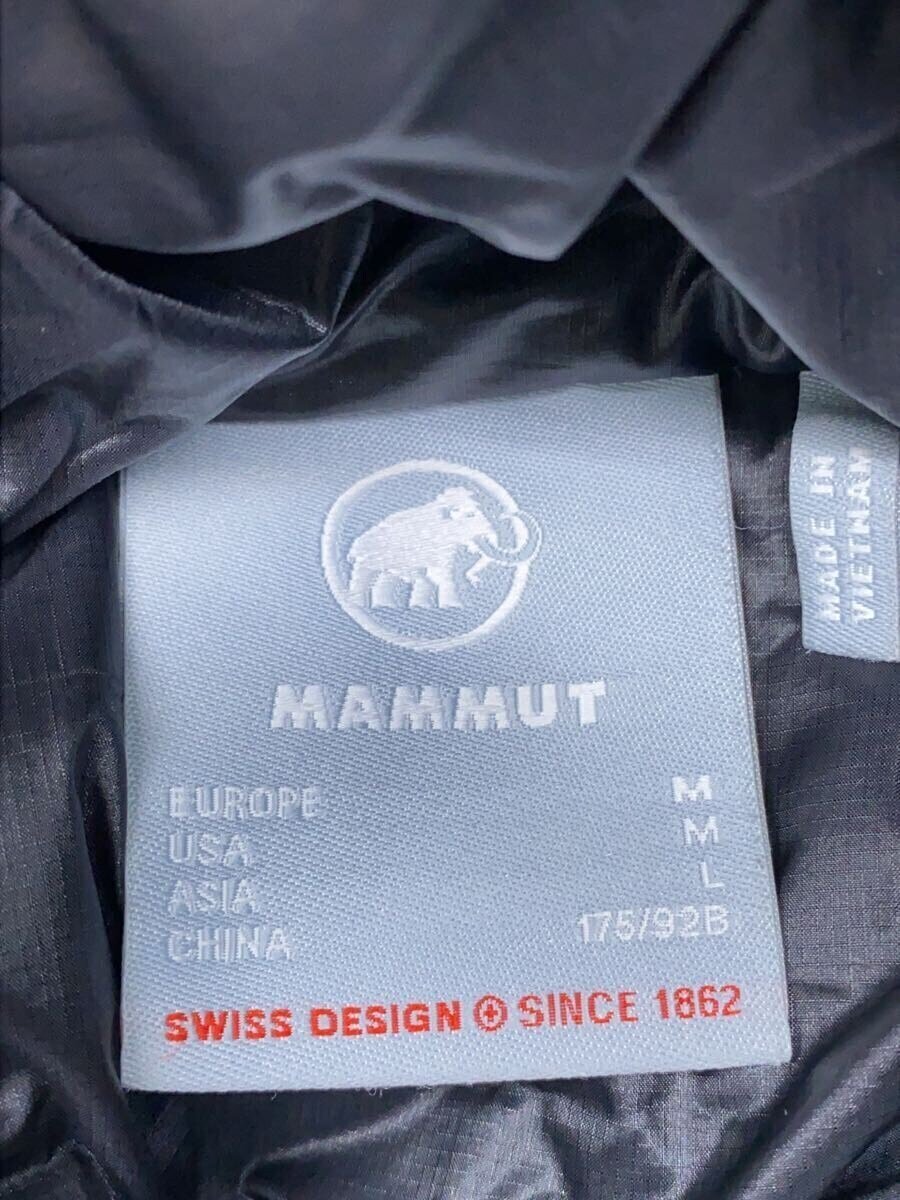 MAMMUT
EUROPE M
USA M
ASIA L
CHINA 175/92B
SWISS DESIGN SINCE 1862
MADE IN
VIETNAM